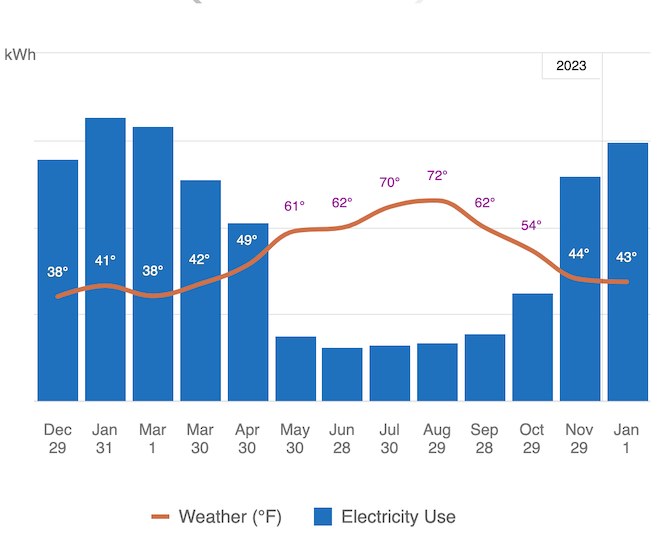 kWh
2023
38° 41° 38° 42° 49° 61° 62° 70° 72° 62° 54° 44° 43°
Dec Jan Mar Mar Apr May Jun Jul Aug Sep Oct Nov Jan
29 31 1 30 30 30 28 30 29 28 29 29 1
Weather (°F) Electricity Use